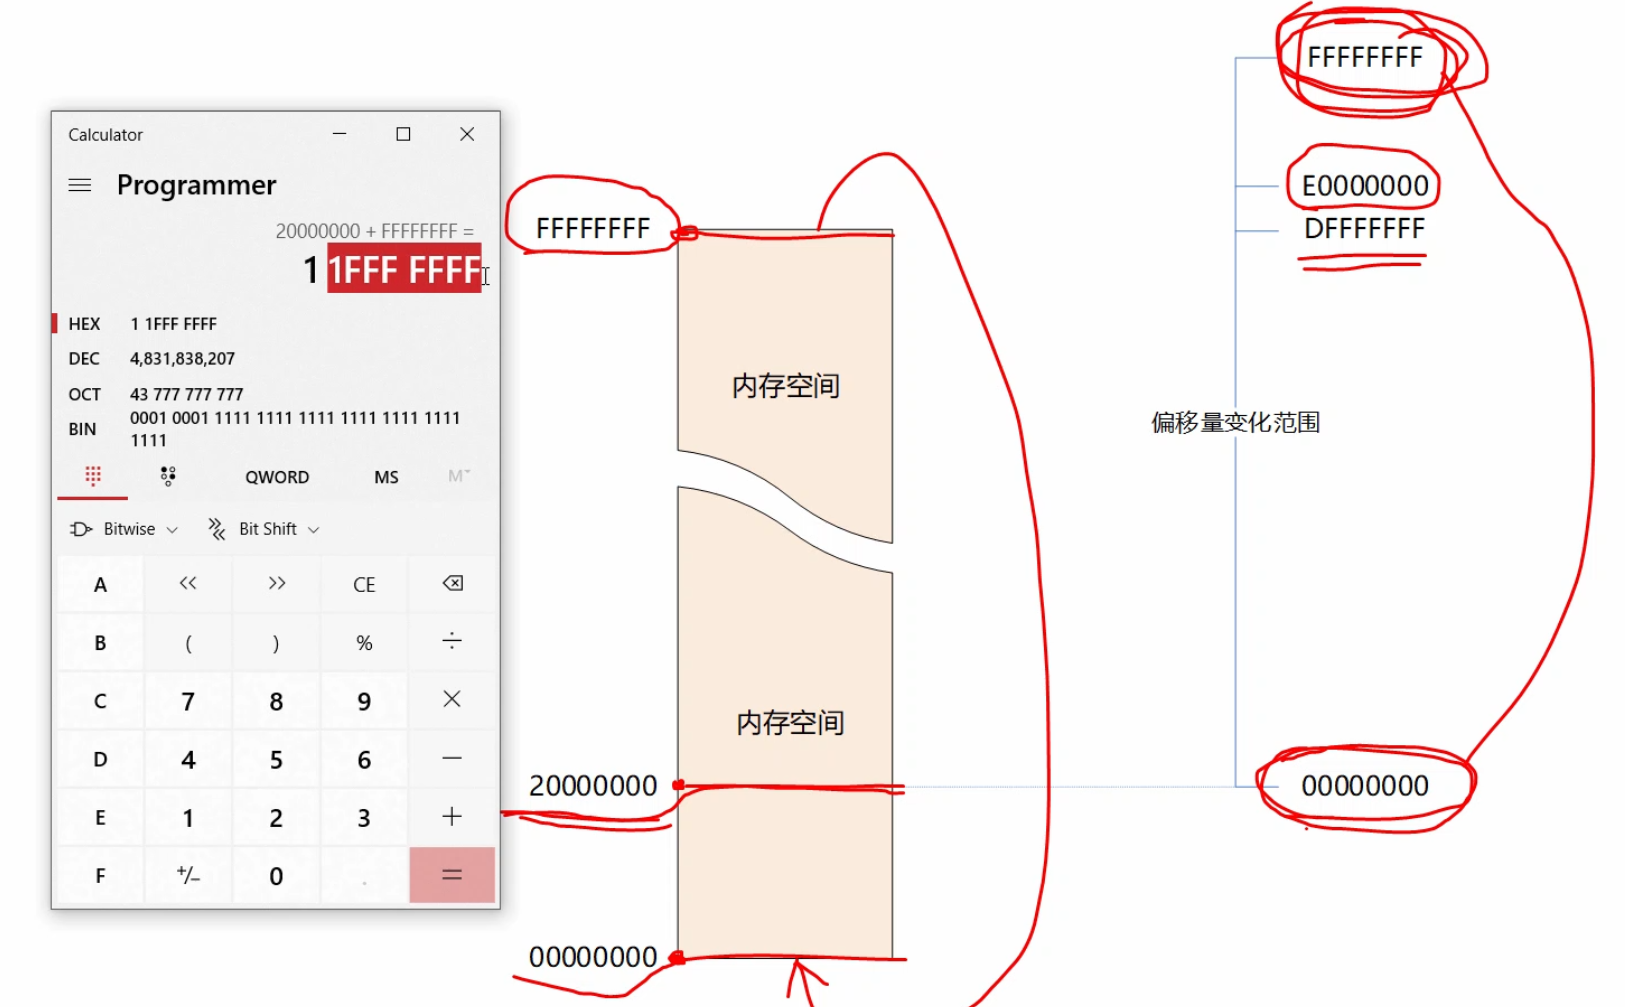 Calculator
Programmer
20000000 + FFFFFFFF =
1 1FFF FFFF
HEX 1 1FFF FFFF
DEC 4,831,838,207
OCT 43 777 777 777
BIN 0001 0001 1111 1111 1111 1111 1111 1111
1111
QWORD MS M
Bitwise Bit Shift
A << >> CE
B ( ) % ÷
C 7 8 9 ×
D 4 5 6 −
E 1 2 3 +
F +/− 0 . =
FFFFFFFF
内存空间
内存空间
20000000
00000000
FFFFFFFF
E0000000
DFFFFFFF
偏移量变化范围
00000000